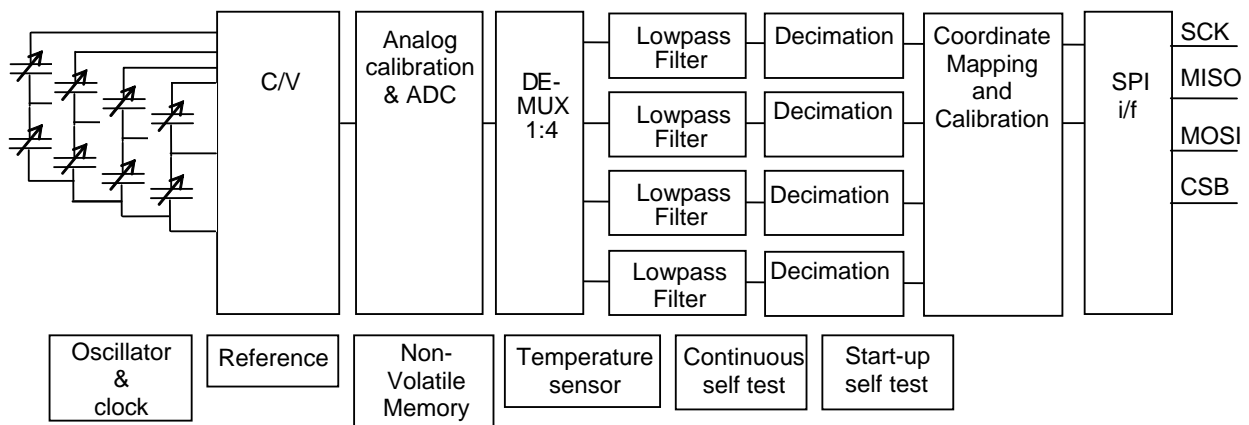 C/V
Analog
calibration
& ADC
DE-
MUX
1:4
Lowpass
Filter
Decimation
Lowpass
Filter
Decimation
Lowpass
Filter
Decimation
Lowpass
Filter
Decimation
Coordinate
Mapping
and
Calibration
SPI
i/f
SCK
MISO
MOSI
CSB
Oscillator
&
clock
Reference
Non-
Volatile
Memory
Temperature
sensor
Continuous
self test
Start-up
self test